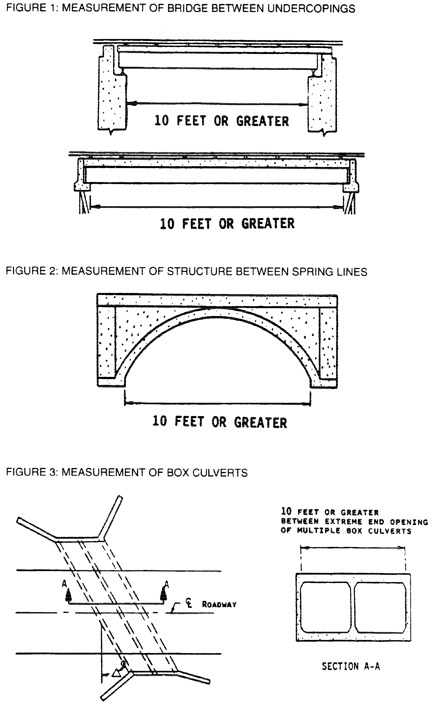 FIGURE 1: MEASUREMENT OF BRIDGE BETWEEN UNDERCOPINGS
10 FEET OR GREATER
10 FEET OR GREATER
FIGURE 2: MEASUREMENT OF STRUCTURE BETWEEN SPRING LINES
10 FEET OR GREATER
FIGURE 3: MEASUREMENT OF BOX CULVERTS
10 FEET OR GREATER
BETWEEN EXTREME END OPENING
OF MULTIPLE BOX CULVERTS
A A
℄ ROADWAY
SECTION A-A